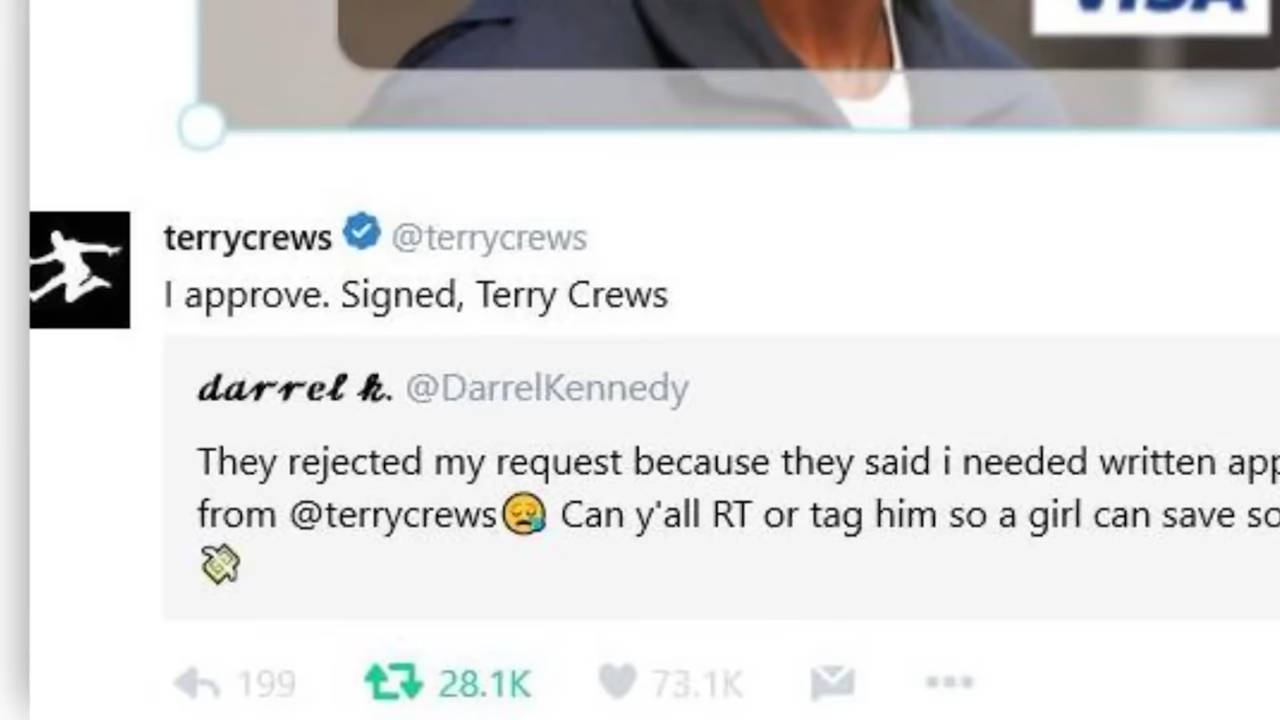 VISA
terrycrews @terrycrews
I approve. Signed, Terry Crews
darrel k. @DarrelKennedy
They rejected my request because they said i needed written app
from @terrycrews😪 Can y'all RT or tag him so a girl can save so
💸
199 28.1K 73.1K